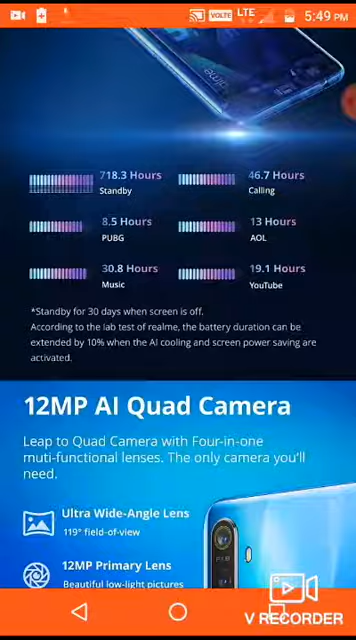 VOLTE LTE 5:49 PM
718.3 Hours
Standby
46.7 Hours
Calling
8.5 Hours
PUBG
13 Hours
AOL
30.8 Hours
Music
19.1 Hours
YouTube
*Standby for 30 days when screen is off.
According to the lab test of realme, the battery duration can be
extended by 10% when the AI cooling and screen power saving are
activated.
12MP AI Quad Camera
Leap to Quad Camera with Four-in-one
muti-functional lenses. The only camera you'll
need.
Ultra Wide-Angle Lens
119° field-of-view
12MP Primary Lens
Beautiful low-light pictures
V RECORDER